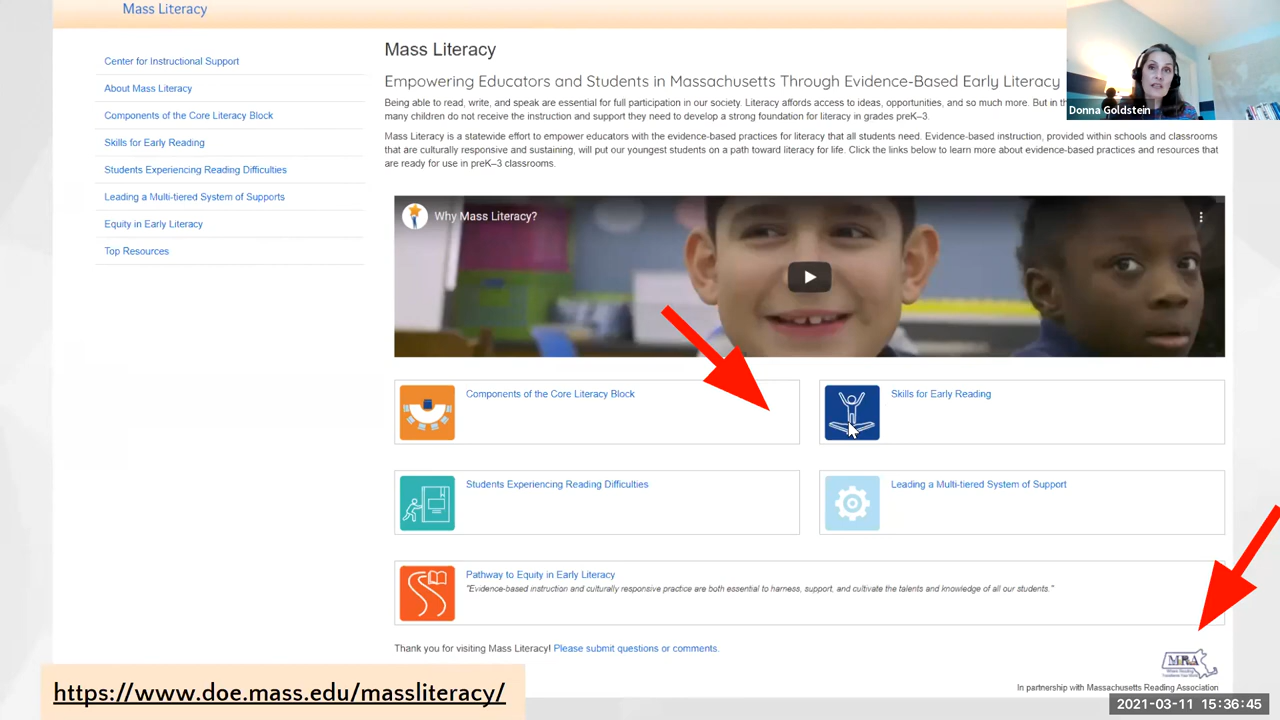 Mass Literacy
Donna Goldstein
Center for Instructional Support
About Mass Literacy
Components of the Core Literacy Block
Skills for Early Reading
Students Experiencing Reading Difficulties
Leading a Multi-tiered System of Supports
Equity in Early Literacy
Top Resources
Mass Literacy
Empowering Educators and Students in Massachusetts Through Evidence-Based Early Literacy
Being able to read, write, and speak are essential for full participation in our society. Literacy affords access to ideas, opportunities, and so much more. But in th
many children do not receive the instruction and support they need to develop a strong foundation for literacy in grades preK–3.
Mass Literacy is a statewide effort to empower educators with the evidence-based practices for literacy that all students need. Evidence-based instruction, provided within schools and classrooms
that are culturally responsive and sustaining, will put our youngest students on a path toward literacy for life. Click the links below to learn more about evidence-based practices and resources that
are ready for use in preK–3 classrooms.
Why Mass Literacy?
Components of the Core Literacy Block
Skills for Early Reading
Students Experiencing Reading Difficulties
Leading a Multi-tiered System of Support
Pathway to Equity in Early Literacy
"Evidence-based instruction and culturally responsive practice are both essential to harness, support, and cultivate the talents and knowledge of all our students."
Thank you for visiting Mass Literacy! Please submit questions or comments.
MRA
In partnership with Massachusetts Reading Association
https://www.doe.mass.edu/massliteracy/
2021-03-11 15:36:45